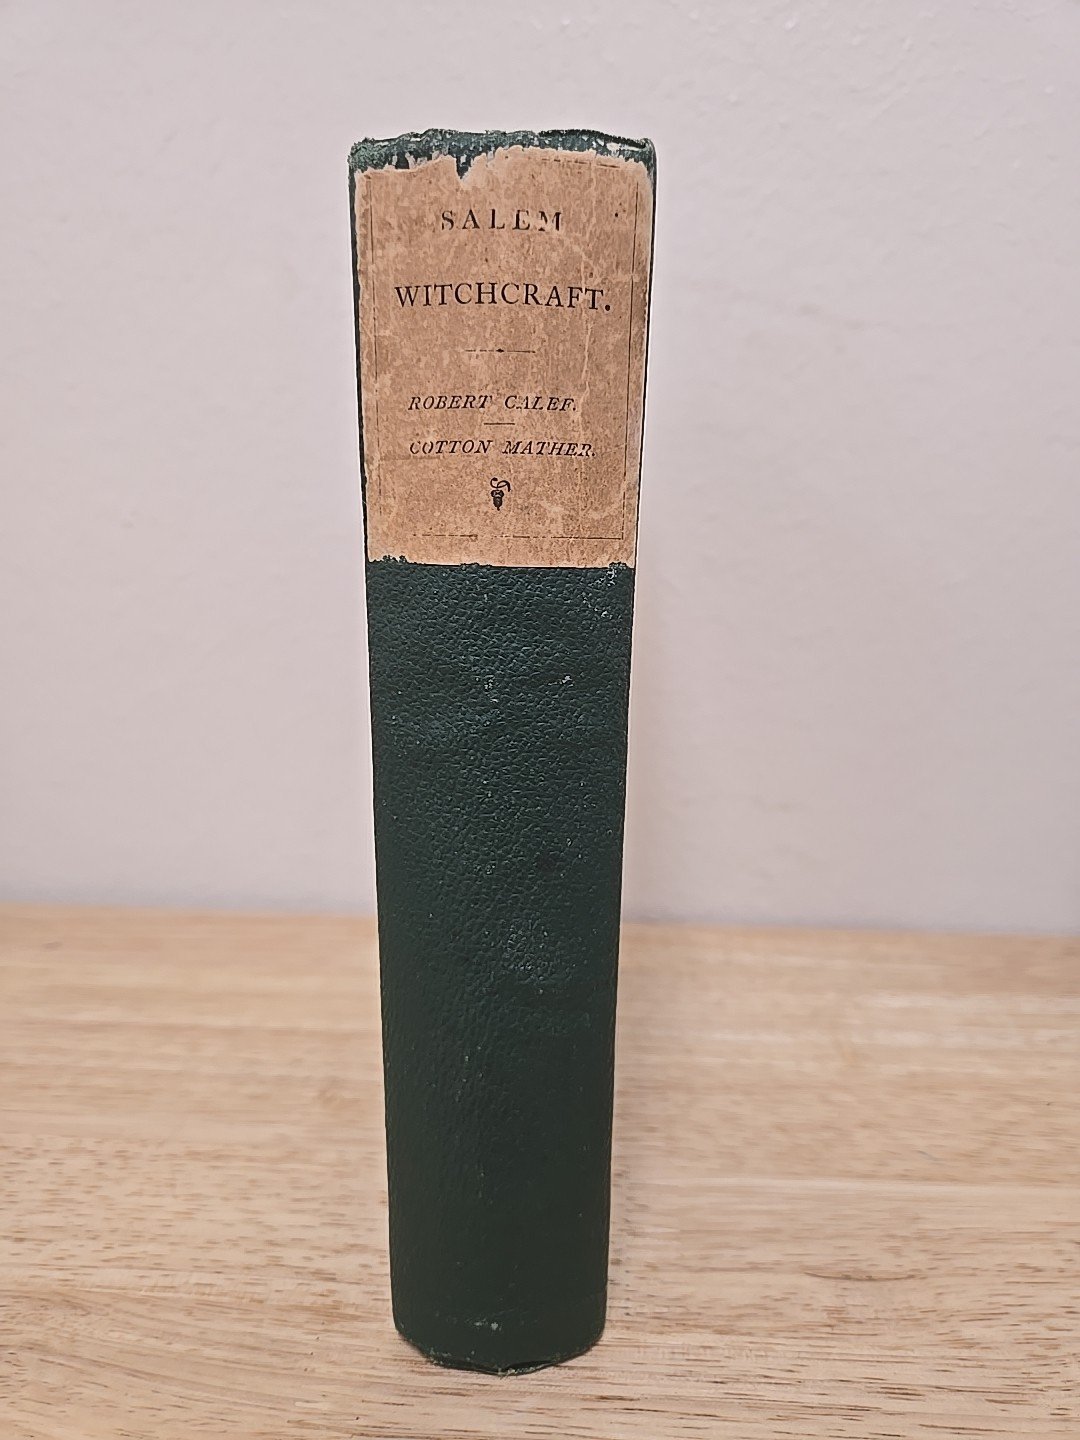 SALEM
WITCHCRAFT.
ROBERT CALEF.
COTTON MATHER.